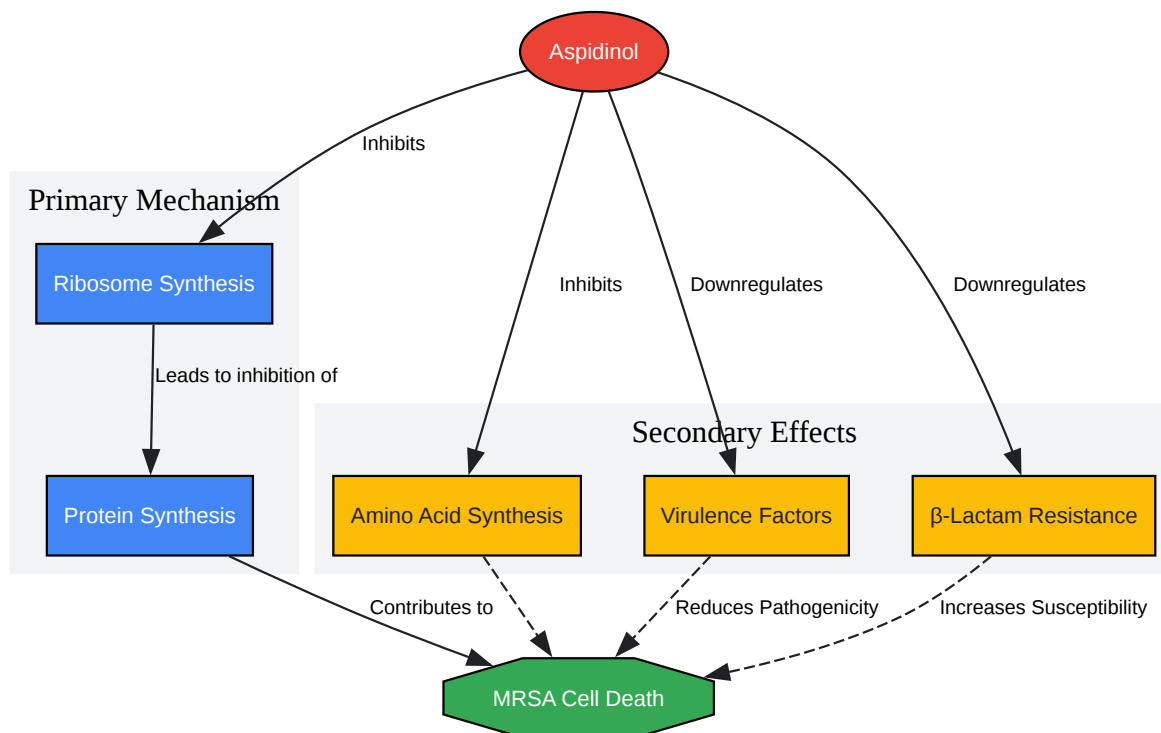 Aspidinol
Inhibits
Primary Mechanism
Ribosome Synthesis
Inhibits
Downregulates
Downregulates
Leads to inhibition of
Secondary Effects
Protein Synthesis
Amino Acid Synthesis
Virulence Factors
β-Lactam Resistance
Contributes to
Reduces Pathogenicity
Increases Susceptibility
MRSA Cell Death